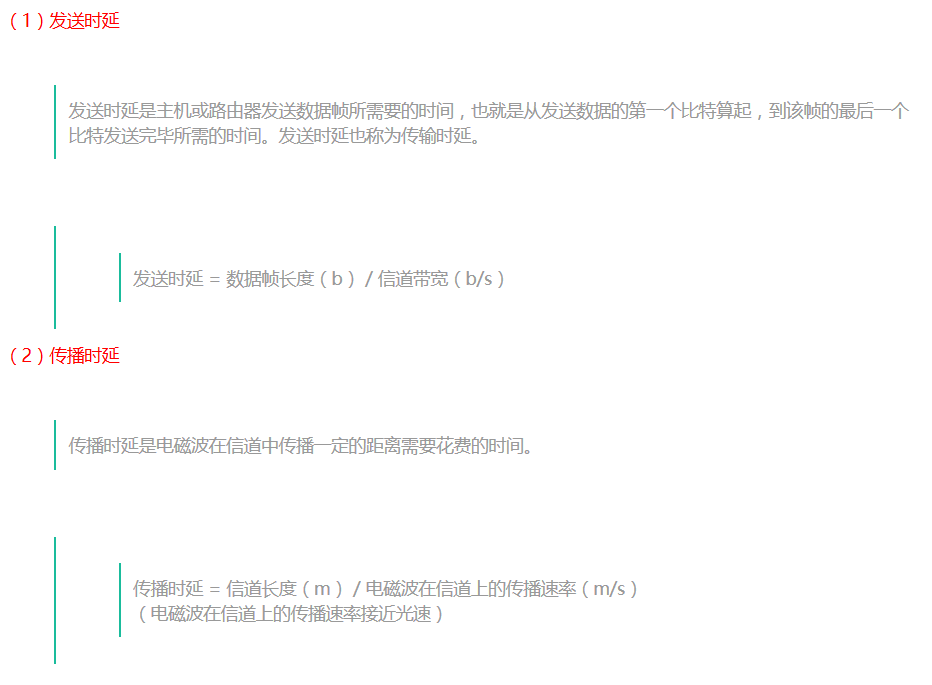 （1）发送时延
发送时延是主机或路由器发送数据帧所需要的时间，也就是从发送数据的第一个比特算起，到该帧的最后一个
比特发送完毕所需的时间。发送时延也称为传输时延。
发送时延 = 数据帧长度（b）/ 信道带宽（b/s）
（2）传播时延
传播时延是电磁波在信道中传播一定的距离需要花费的时间。
传播时延 = 信道长度（m）/ 电磁波在信道上的传播速率（m/s）
（电磁波在信道上的传播速率接近光速）